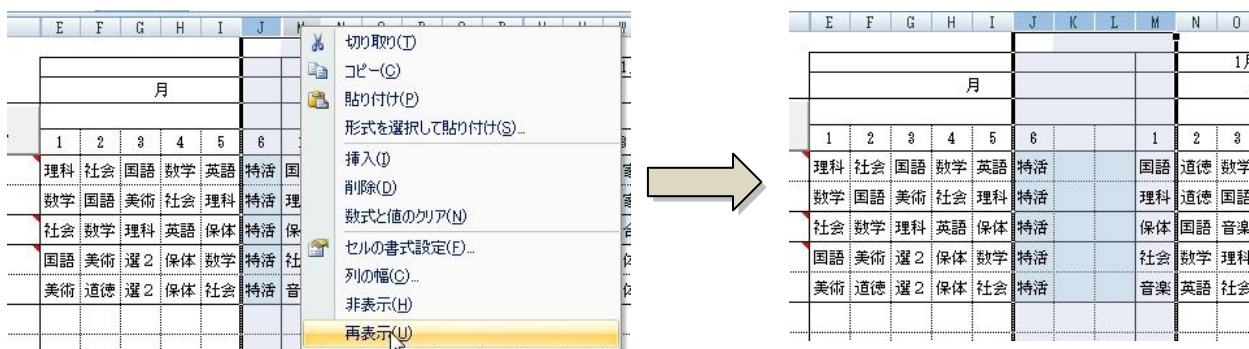 E F G H I J M
月
1 2 3 4 5 6
理科 社会 国語 数学 英語 特活 国
数学 国語 美術 社会 理科 特活 理
社会 数学 理科 英語 保体 特活 保
国語 美術 選2 保体 数学 特活 社
美術 道徳 選2 保体 社会 特活 音
切り取り(T)
コピー(C)
貼り付け(P)
形式を選択して貼り付け(S)...
挿入(I)
削除(D)
数式と値のクリア(N)
セルの書式設定(F)...
列の幅(C)...
非表示(H)
再表示(U)
E F G H I J K L M N O
1月
月
1 2 3 4 5 6 1 2 3
理科 社会 国語 数学 英語 特活 国語 道徳 数学
数学 国語 美術 社会 理科 特活 理科 道徳 国語
社会 数学 理科 英語 保体 特活 保体 国語 音楽
国語 美術 選2 保体 数学 特活 社会 数学 理科
美術 道徳 選2 保体 社会 特活 音楽 英語 社会